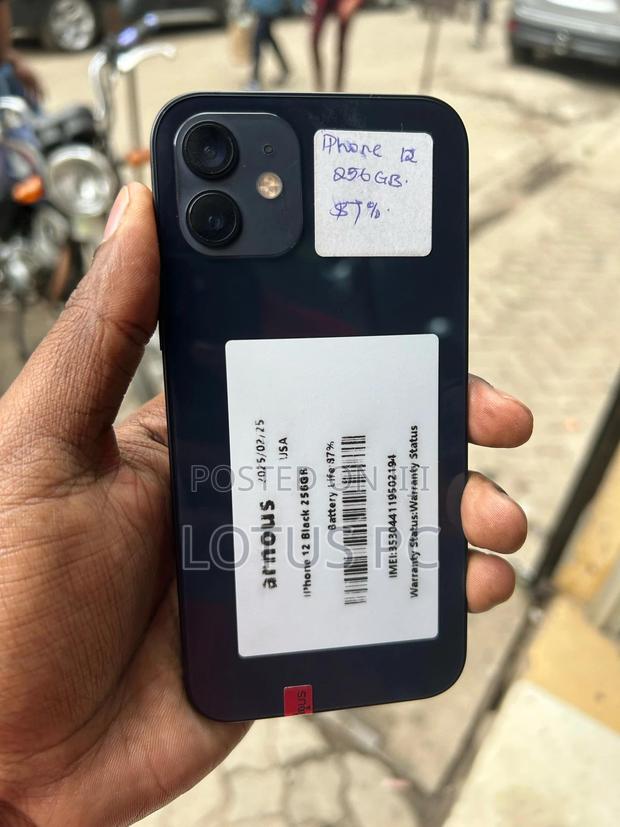 iPhone 12
256GB.
87%.
arnous 2025/02/25
USA
iPhone 12 Black 256GB
Battery Life:87%
IMEI:353044119502194
Warranty Status:Warranty Status
POSTED ON
LOTUS PC